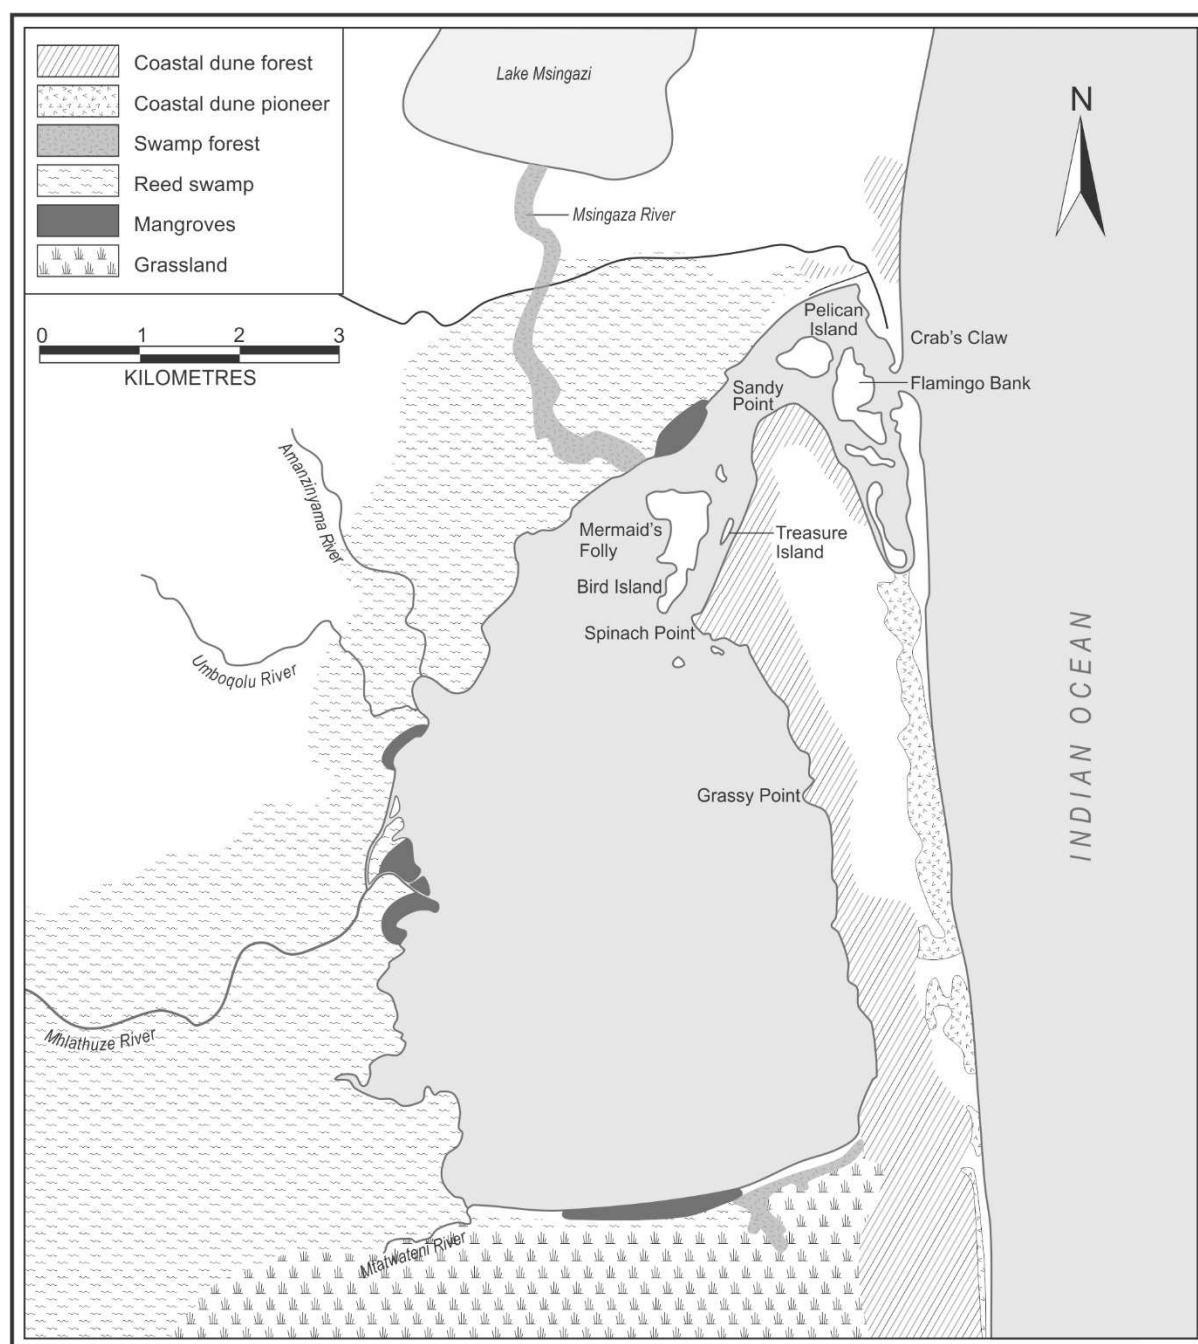 Coastal dune forest
Coastal dune pioneer
Swamp forest
Reed swamp
Mangroves
Grassland
0 1 2 3
KILOMETRES
Lake Msingazi
N
Msingaza River
Pelican
Island
Crab's Claw
Flamingo Bank
Sandy
Point
Amanzinyama River
Mermaid's
Folly
Treasure
Island
Bird Island
Spinach Point
Umboqolu River
INDIAN OCEAN
Grassy Point
Mhlathuze River
Mtatwateni River